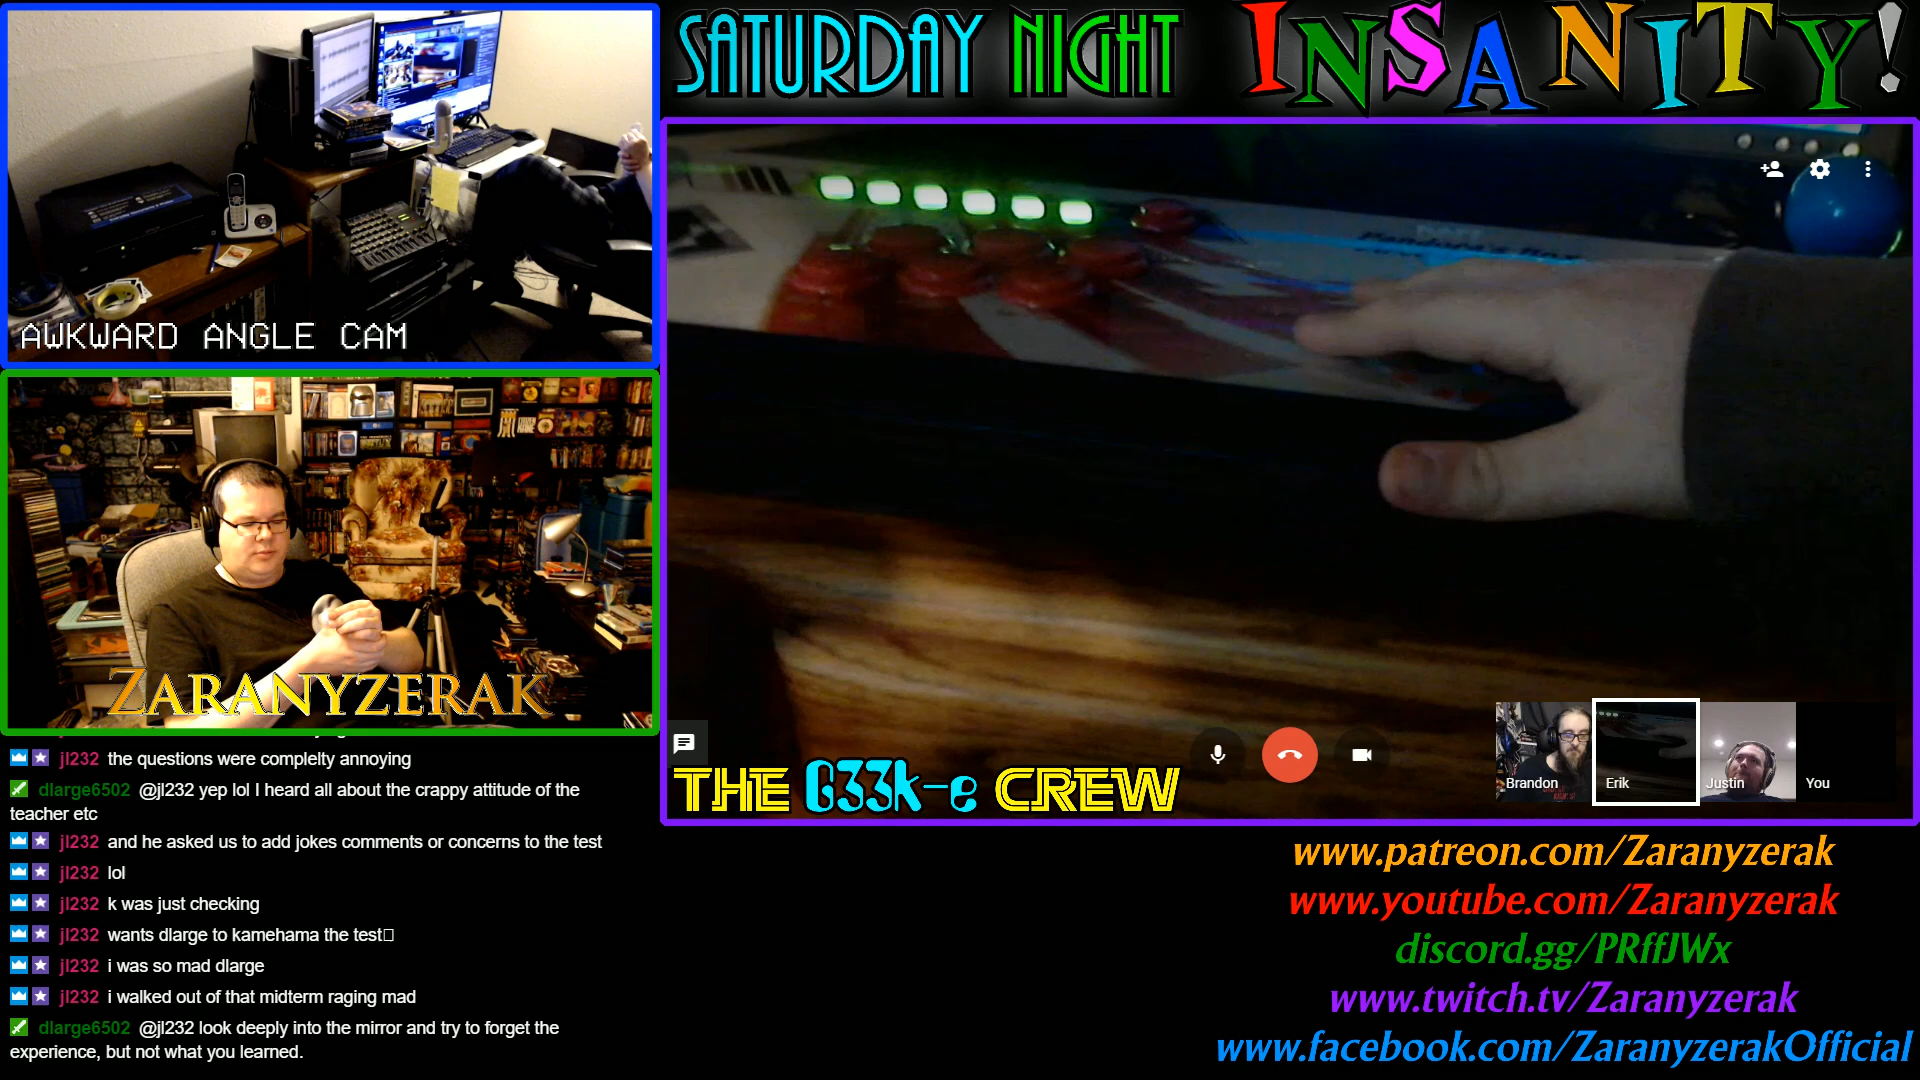 SATURDAY NIGHT INSANITY!
AWKWARD ANGLE CAM
ZARANYZERAK
jl232 the questions were complelty annoying
dlarge6502 @jl232 yep lol I heard all about the crappy attitude of the
teacher etc
jl232 and he asked us to add jokes comments or concerns to the test
jl232 lol
jl232 k was just checking
jl232 wants dlarge to kamehama the test
jl232 i was so mad dlarge
jl232 i walked out of that midterm raging mad
dlarge6502 @jl232 look deeply into the mirror and try to forget the
experience, but not what you learned.
Pandora's Box
THE G33k-e CREW
Brandon
Erik
Justin
You
www.patreon.com/Zaranyzerak
www.youtube.com/Zaranyzerak
discord.gg/PRffJWx
www.twitch.tv/Zaranyzerak
www.facebook.com/ZaranyzerakOfficial